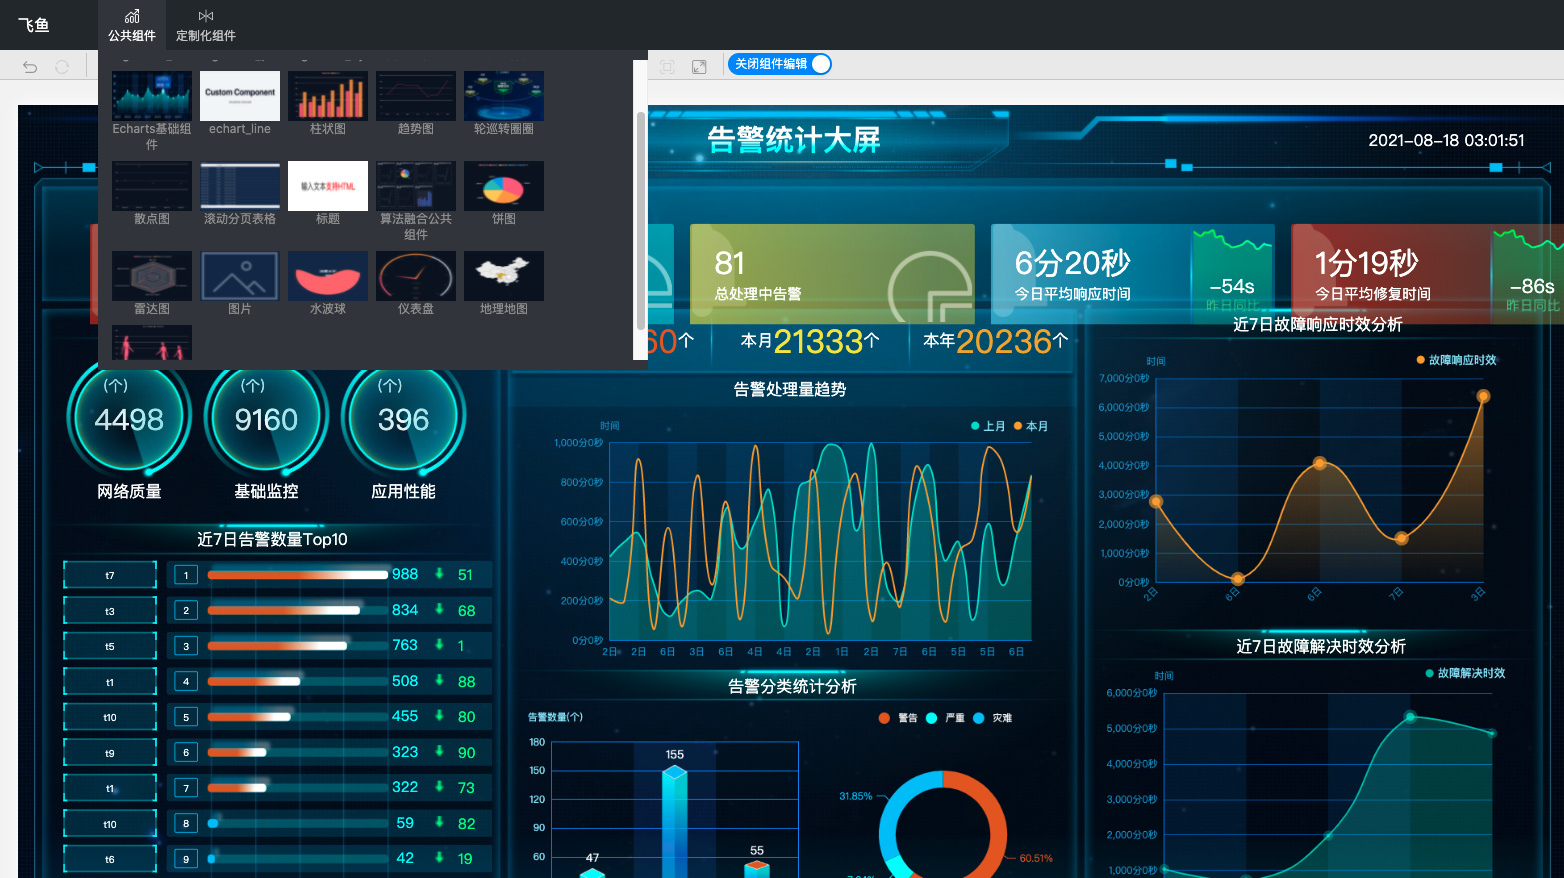 飞鱼
公共组件
定制化组件
关闭组件编辑
Echarts基础组
件
Custom Component
echart_line
柱状图
趋势图
轮巡转圈圈
散点图
滚动分页表格
输入文本支持HTML
标题
算法融合公共
组件
饼图
雷达图
图片
水波球
仪表盘
地理地图
告警统计大屏
2021-08-18 03:01:51
81
总处理中告警
6分20秒
今日平均响应时间
-54s
昨日同比
1分19秒
今日平均修复时间
-86s
昨日同比
60个
本月21333个
本年20236个
(个)
4498
网络质量
(个)
9160
基础监控
(个)
396
应用性能
近7日告警数量Top10
t7 1 988 51
t3 2 834 68
t5 3 763 1
t1 4 508 88
t10 5 455 80
t9 6 323 90
t1 7 322 73
t10 8 59 82
t6 9 42 19
告警处理量趋势
时间
上月 本月
1,000分0秒
800分0秒
600分0秒
400分0秒
200分0秒
0分0秒
2日 2日 6日 3日 6日 4日 4日 2日 1日 2日 7日 6日 5日 5日 6日
告警分类统计分析
告警数量(个)
警告 严重 灾难
180
150
120
90
60
47
155
55
31.85%
60.51%
近7日故障响应时效分析
时间
故障响应时效
7,000分0秒
6,000分0秒
5,000分0秒
4,000分0秒
3,000分0秒
2,000分0秒
1,000分0秒
0分0秒
2日 6日 6日 7日 3日
近7日故障解决时效分析
时间
故障解决时效
6,000分0秒
5,000分0秒
4,000分0秒
3,000分0秒
2,000分0秒
1,000分0秒